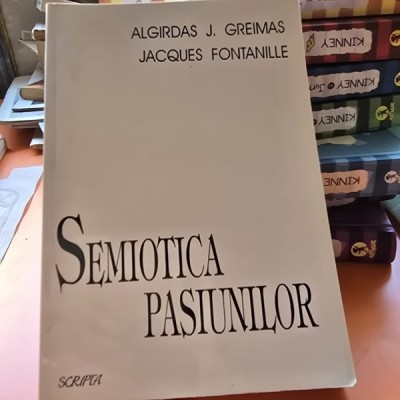 ALGIRDAS J. GREIMAS
JACQUES FONTANILLE
SEMIOTICA
PASIUNILOR
SCRIPTA
KINNEY
KINNEY
KINNEY
KINNEY